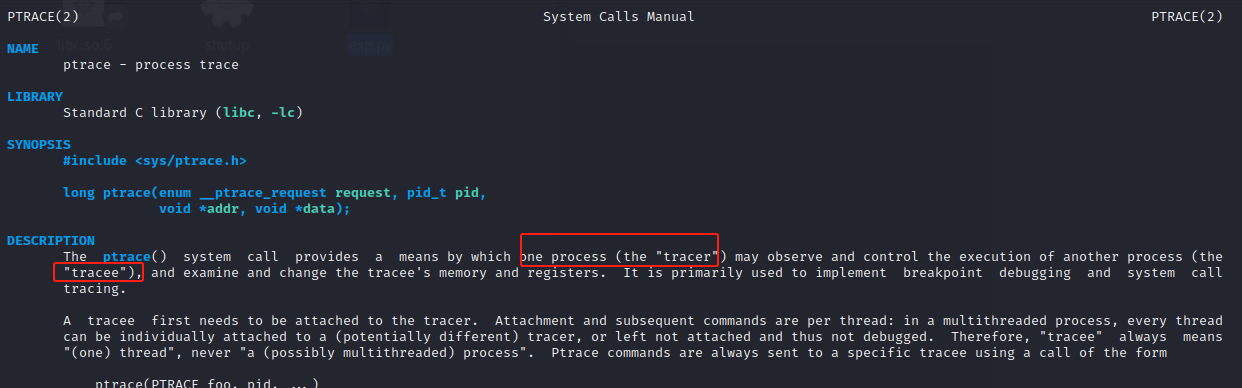 PTRACE(2) System Calls Manual PTRACE(2)
libc.so.6 shutup
NAME
ptrace - process trace
LIBRARY
Standard C library (libc, -lc)
SYNOPSIS
#include <sys/ptrace.h>
long ptrace(enum __ptrace_request request, pid_t pid,
void *addr, void *data);
DESCRIPTION
The ptrace() system call provides a means by which one process (the "tracer") may observe and control the execution of another process (the
"tracee"), and examine and change the tracee's memory and registers. It is primarily used to implement breakpoint debugging and system call
tracing.
A tracee first needs to be attached to the tracer. Attachment and subsequent commands are per thread: in a multithreaded process, every thread
can be individually attached to a (potentially different) tracer, or left not attached and thus not debugged. Therefore, "tracee" always means
"(one) thread", never "a (possibly multithreaded) process". Ptrace commands are always sent to a specific tracee using a call of the form
ptrace(PTRACE_foo, pid, ...)